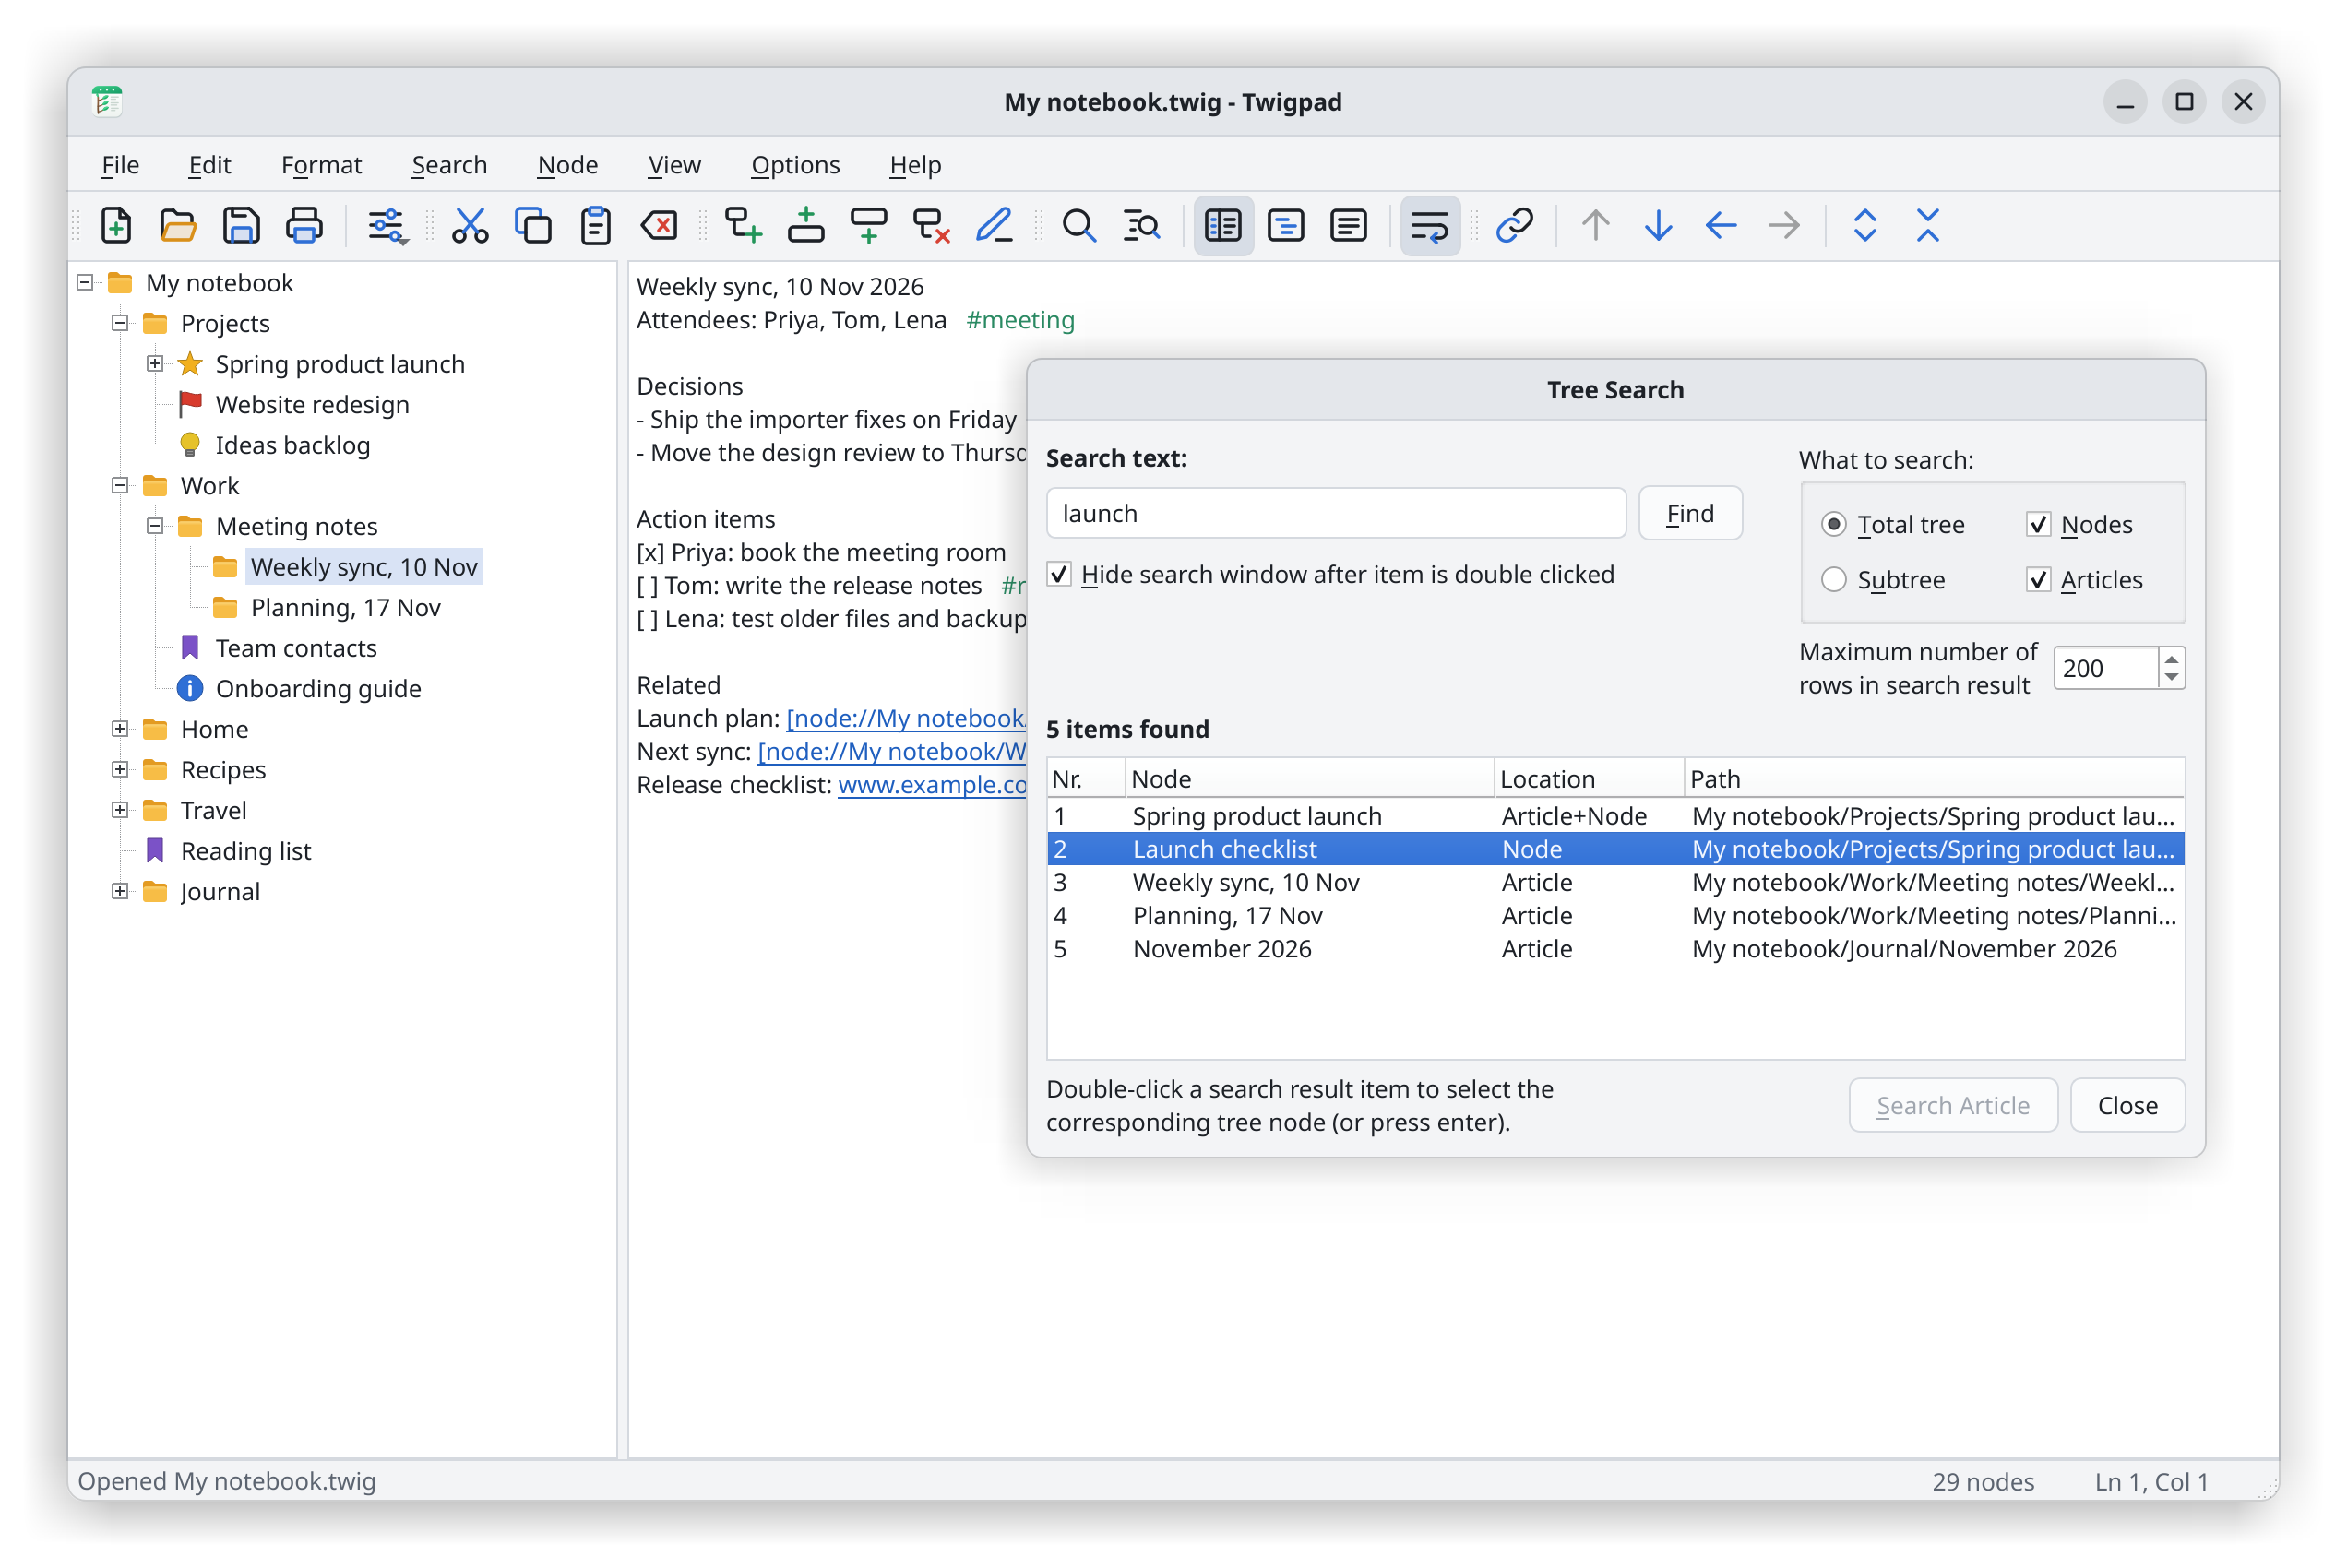 My notebook.twig - Twigpad
File Edit Format Search Node View Options Help
My notebook
Projects
Spring product launch
Website redesign
Ideas backlog
Work
Meeting notes
Weekly sync, 10 Nov
Planning, 17 Nov
Team contacts
Onboarding guide
Home
Recipes
Travel
Reading list
Journal
Weekly sync, 10 Nov 2026
Attendees: Priya, Tom, Lena #meeting
Decisions
- Ship the importer fixes on Friday
- Move the design review to
Action items
[x] Priya: book the meeting room
[ ] Tom: write the release notes
[ ] Lena: test older files and
Related
Launch plan: [node://My notebook/
Next sync: [node://My notebook/W
Release checklist: www.example.co
Tree Search
Search text:
launch
Find
Hide search window after item is double clicked
What to search:
Total tree Nodes
Subtree Articles
Maximum number of
rows in search result
200
5 items found
Nr. Node Location Path
1 Spring product launch Article+Node My notebook/Projects/Spring product lau...
2 Launch checklist Node My notebook/Projects/Spring product lau...
3 Weekly sync, 10 Nov Article My notebook/Work/Meeting notes/Weekl...
4 Planning, 17 Nov Article My notebook/Work/Meeting notes/Planni...
5 November 2026 Article My notebook/Journal/November 2026
Double-click a search result item to select the
corresponding tree node (or press enter).
Search Article Close
Opened My notebook.twig
29 nodes Ln 1, Col 1